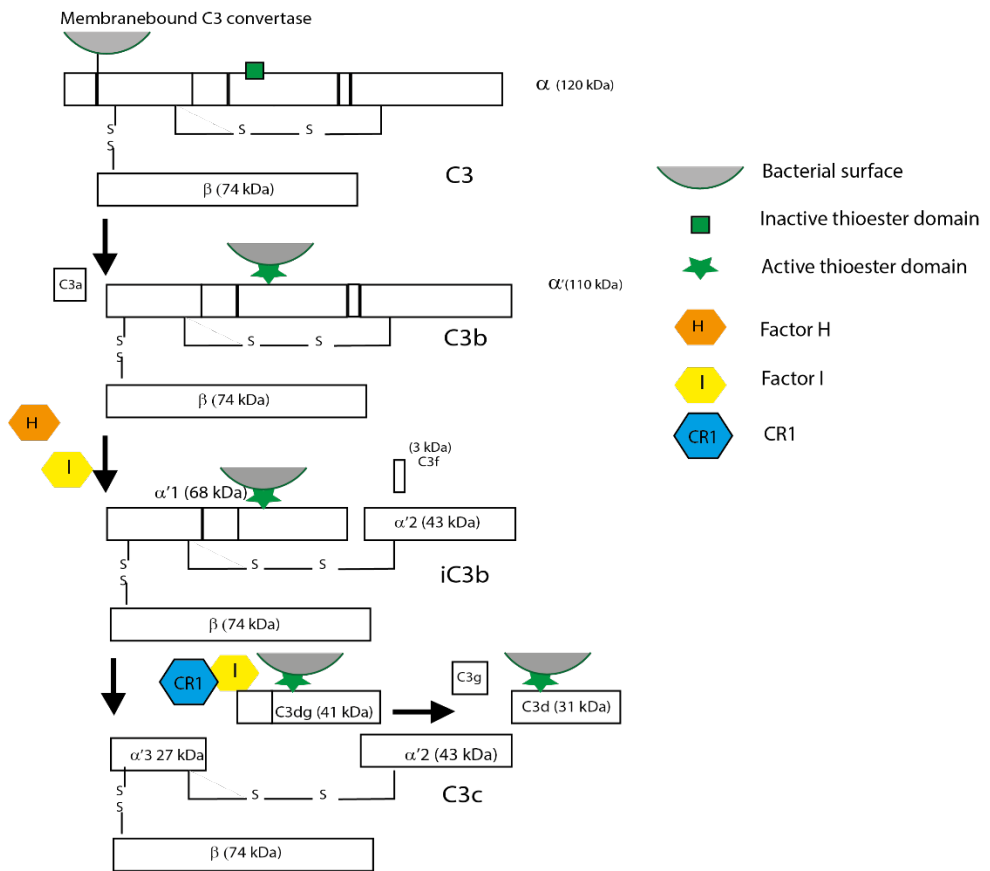 Membranebound C3 convertase
α (120 kDa)
S
S
S
S
β (74 kDa)
C3
C3a
α'(110 kDa)
S
S
S
S
C3b
β (74 kDa)
H
I
(3 kDa)
C3f
α'1 (68 kDa)
α'2 (43 kDa)
S
S
S
S
iC3b
β (74 kDa)
CR1
I
C3dg (41 kDa)
C3g
C3d (31 kDa)
α'3 27 kDa
α'2 (43 kDa)
S
S
S
S
C3c
β (74 kDa)
Bacterial surface
Inactive thioester domain
Active thioester domain
H
Factor H
I
Factor I
CR1
CR1